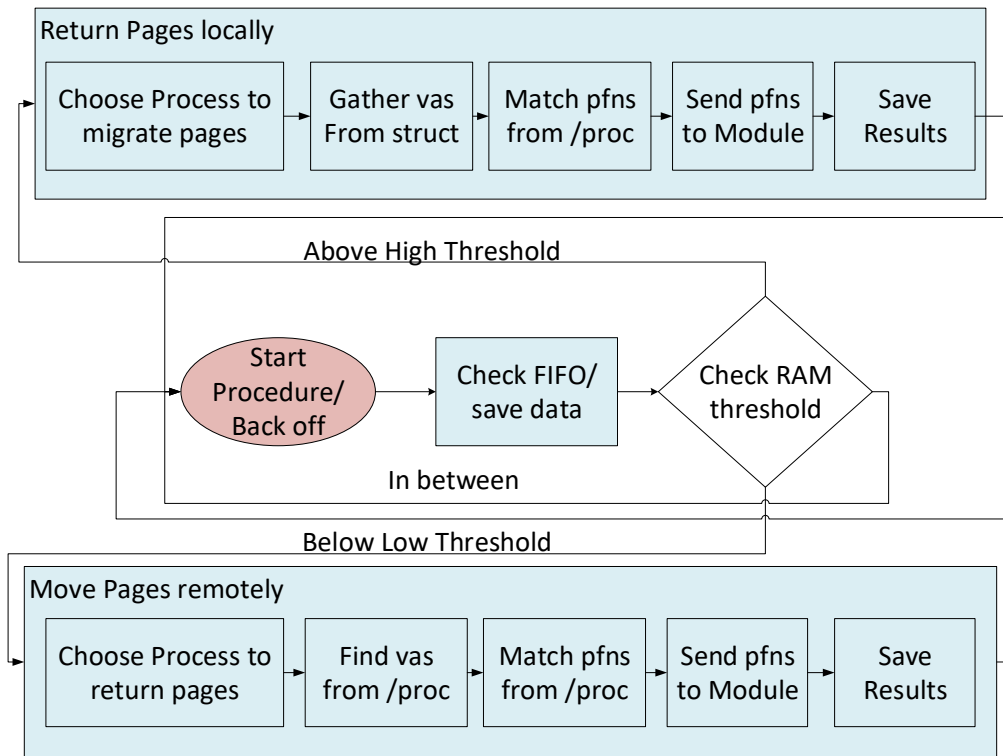 Return Pages locally
Choose Process to
migrate pages
Gather vas
From struct
Match pfns
from /proc
Send pfns
to Module
Save
Results
Above High Threshold
Start
Procedure/
Back off
Check FIFO/
save data
Check RAM
threshold
In between
Below Low Threshold
Move Pages remotely
Choose Process to
return pages
Find vas
from /proc
Match pfns
from /proc
Send pfns
to Module
Save
Results